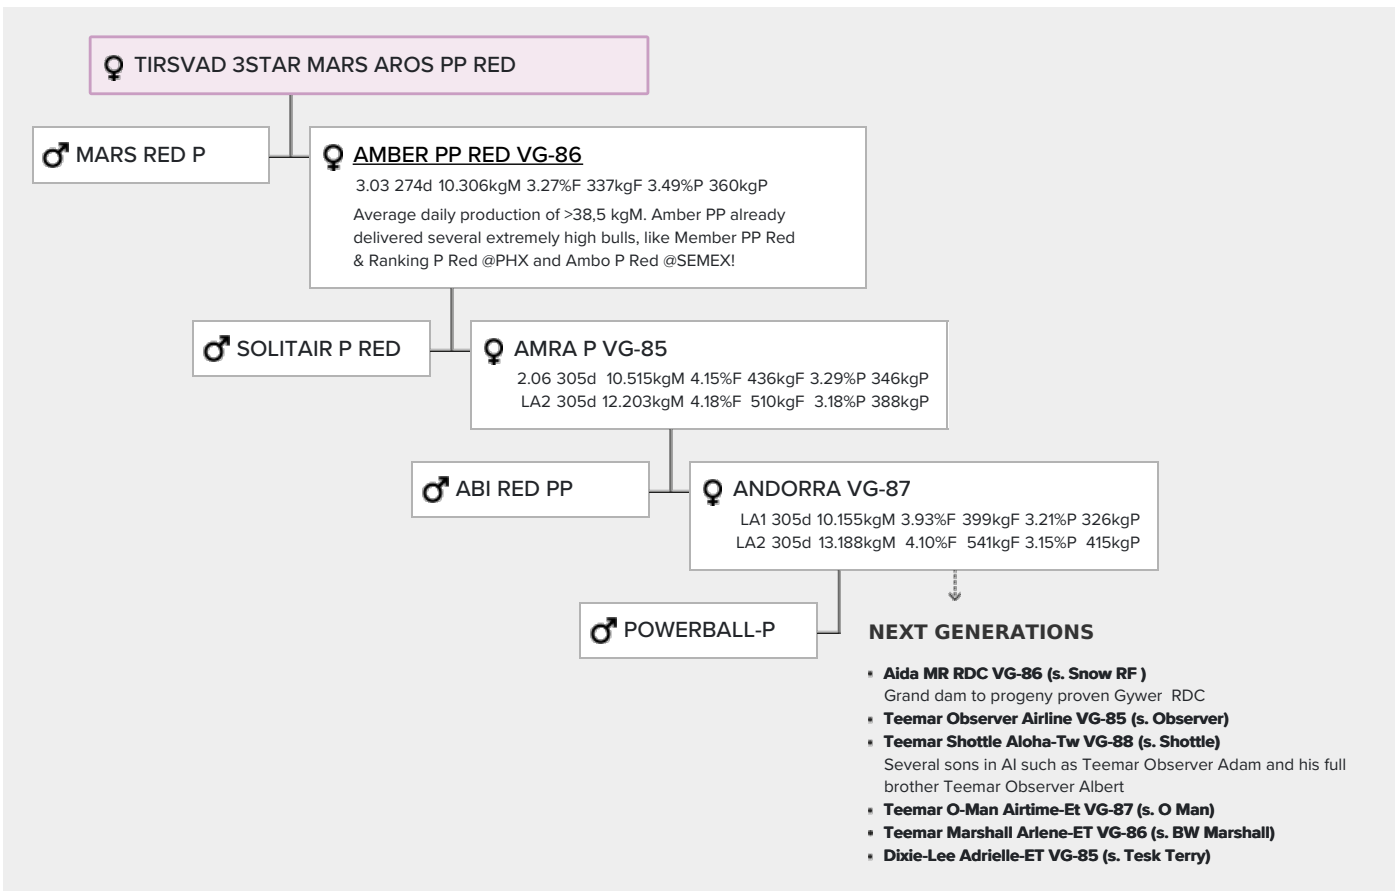 TIRSVAD 3STAR MARS AROS PP RED
MARS RED P
AMBER PP RED VG-86
3.03 274d 10.306kgM 3.27%F 337kgF 3.49%P 360kgP
Average daily production of >38,5 kgM. Amber PP already
delivered several extremely high bulls, like Member PP Red
& Ranking P Red @PHX and Ambo P Red @SEMEX!
SOLITAIR P RED
AMRA P VG-85
2.06 305d 10.515kgM 4.15%F 436kgF 3.29%P 346kgP
LA2 305d 12.203kgM 4.18%F 510kgF 3.18%P 388kgP
ABI RED PP
ANDORRA VG-87
LA1 305d 10.155kgM 3.93%F 399kgF 3.21%P 326kgP
LA2 305d 13.188kgM 4.10%F 541kgF 3.15%P 415kgP
POWERBALL-P
NEXT GENERATIONS
▪ Aida MR RDC VG-86 (s. Snow RF )
Grand dam to progeny proven Gywer RDC
▪ Teemar Observer Airline VG-85 (s. Observer)
▪ Teemar Shottle Aloha-Tw VG-88 (s. Shottle)
Several sons in AI such as Teemar Observer Adam and his full
brother Teemar Observer Albert
▪ Teemar O-Man Airtime-Et VG-87 (s. O Man)
▪ Teemar Marshall Arlene-ET VG-86 (s. BW Marshall)
▪ Dixie-Lee Adrielle-ET VG-85 (s. Tesk Terry)